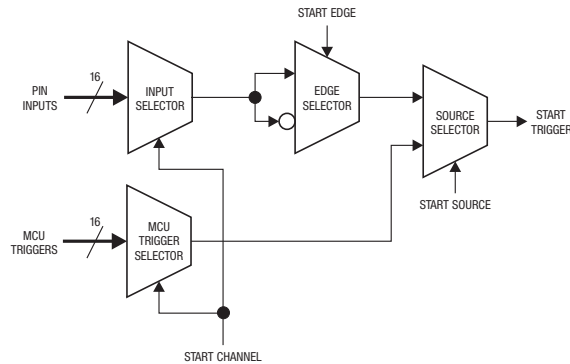 START EDGE
16
PIN
INPUTS
INPUT
SELECTOR
EDGE
SELECTOR
SOURCE
SELECTOR
START
TRIGGER
START SOURCE
16
MCU
TRIGGERS
MCU
TRIGGER
SELECTOR
START CHANNEL